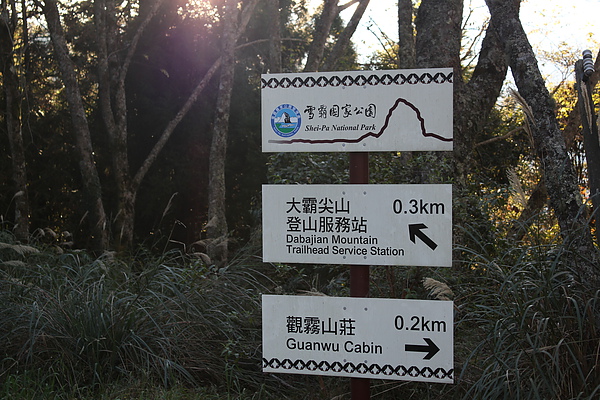 雪霸國家公園
Shei-Pa National Park
大霸尖山
登山服務站
0.3km
Dabajian Mountain
Trailhead Service Station
觀霧山莊
0.2km
Guanwu Cabin